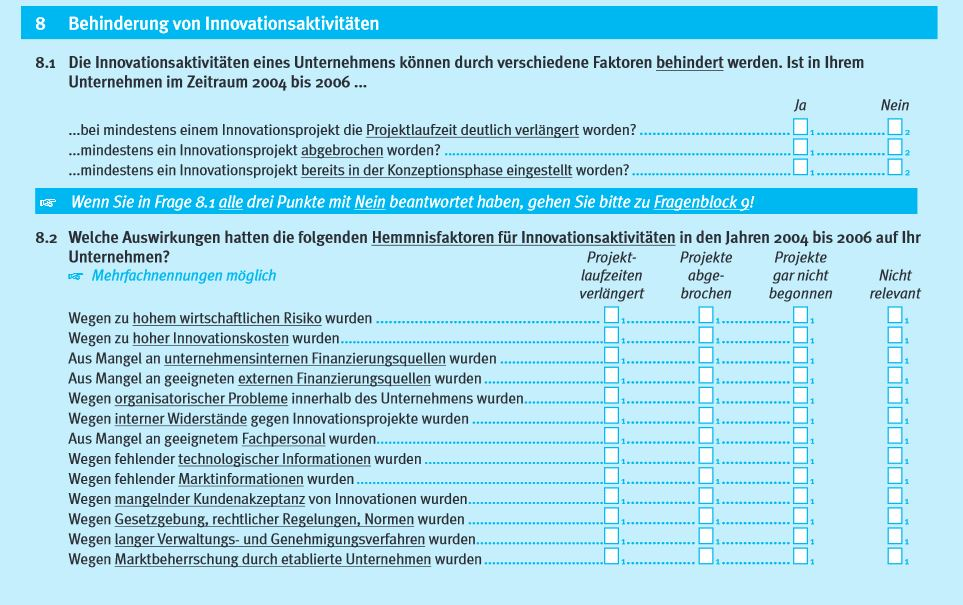 8 Behinderung von Innovationsaktivitäten
8.1 Die Innovationsaktivitäten eines Unternehmens können durch verschiedene Faktoren behindert werden. Ist in Ihrem
Unternehmen im Zeitraum 2004 bis 2006 ...
Ja Nein
...bei mindestens einem Innovationsprojekt die Projektlaufzeit deutlich verlängert worden? 1 2
...mindestens ein Innovationsprojekt abgebrochen worden? 1 2
...mindestens ein Innovationsprojekt bereits in der Konzeptionsphase eingestellt worden? 1 2
☞ Wenn Sie in Frage 8.1 alle drei Punkte mit Nein beantwortet haben, gehen Sie bitte zu Fragenblock 9!
8.2 Welche Auswirkungen hatten die folgenden Hemmnisfaktoren für Innovationsaktivitäten in den Jahren 2004 bis 2006 auf Ihr
Unternehmen?
☞ Mehrfachnennungen möglich
Projekt- Projekte Projekte
laufzeiten abge- gar nicht Nicht
verlängert brochen begonnen relevant
Wegen zu hohem wirtschaftlichen Risiko wurden 1 1 1 1
Wegen zu hoher Innovationskosten wurden 1 1 1 1
Aus Mangel an unternehmensinternen Finanzierungsquellen wurden 1 1 1 1
Aus Mangel an geeigneten externen Finanzierungsquellen wurden 1 1 1 1
Wegen organisatorischer Probleme innerhalb des Unternehmens wurden 1 1 1 1
Wegen interner Widerstände gegen Innovationsprojekte wurden 1 1 1 1
Aus Mangel an geeignetem Fachpersonal wurden 1 1 1 1
Wegen fehlender technologischer Informationen wurden 1 1 1 1
Wegen fehlender Marktinformationen wurden 1 1 1 1
Wegen mangelnder Kundenakzeptanz von Innovationen wurden 1 1 1 1
Wegen Gesetzgebung, rechtlicher Regelungen, Normen wurden 1 1 1 1
Wegen langer Verwaltungs- und Genehmigungsverfahren wurden 1 1 1 1
Wegen Marktbeherrschung durch etablierte Unternehmen wurden 1 1 1 1